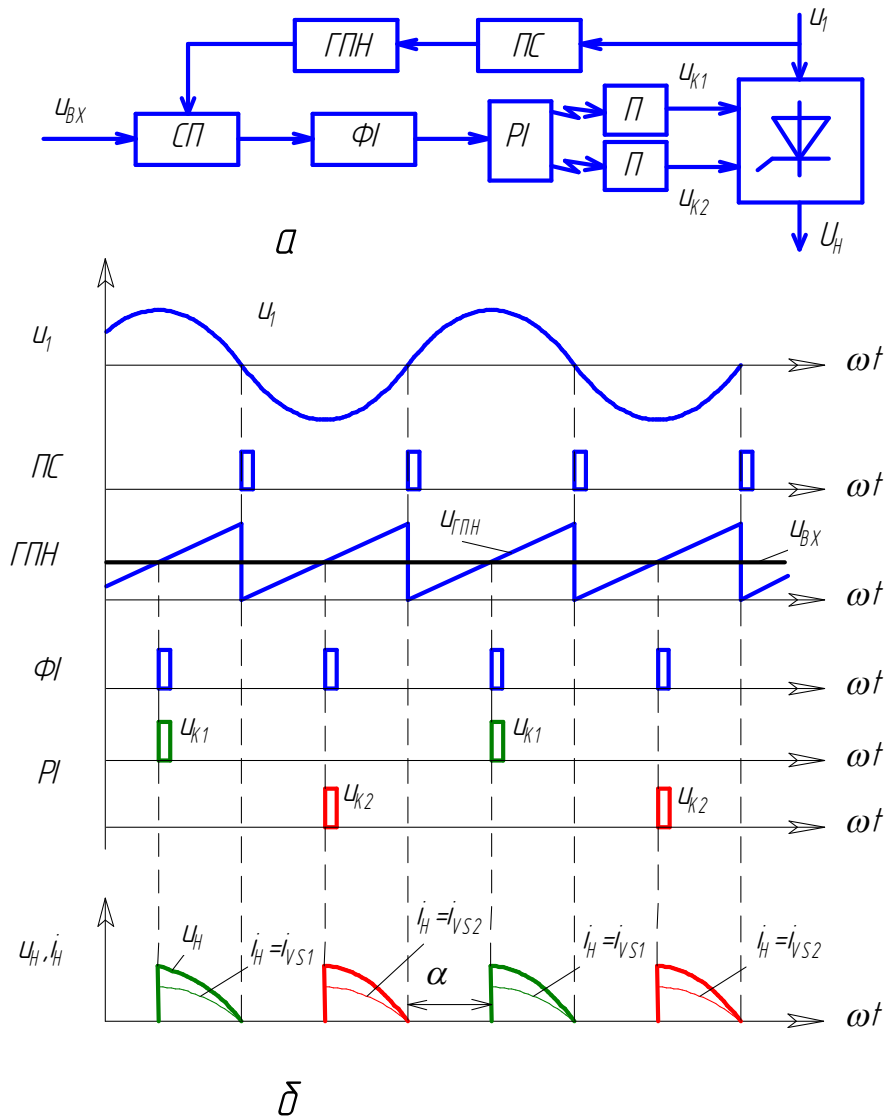 ГПН ПС u₁
uВХ СП ФІ РІ П uК1
П uК2
UН
а
u₁ u₁ ωt
ПС ωt
ГПН uГПН uВХ ωt
ФІ ωt
uК1 uК1 ωt
РІ
uК2 uК2 ωt
uН, iН uН iН=iVS1 iН=iVS2 α iН=iVS1 iН=iVS2 ωt
б